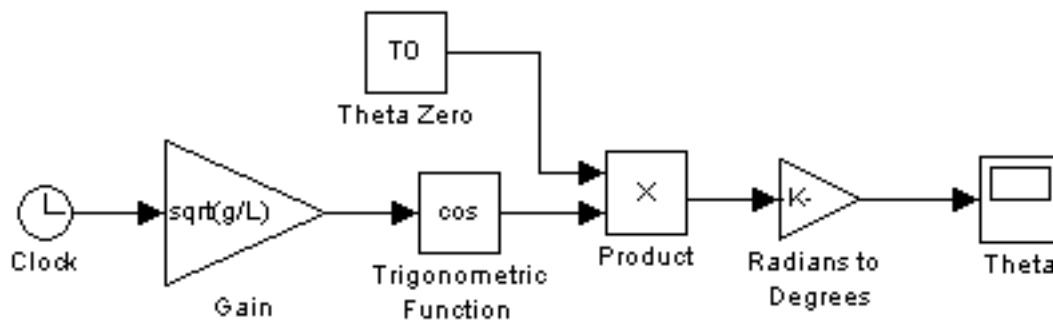 T0
Theta Zero
Clock
sqrt(g/L)
Gain
cos
Trigonometric
Function
X
Product
K-
Radians to
Degrees
Theta